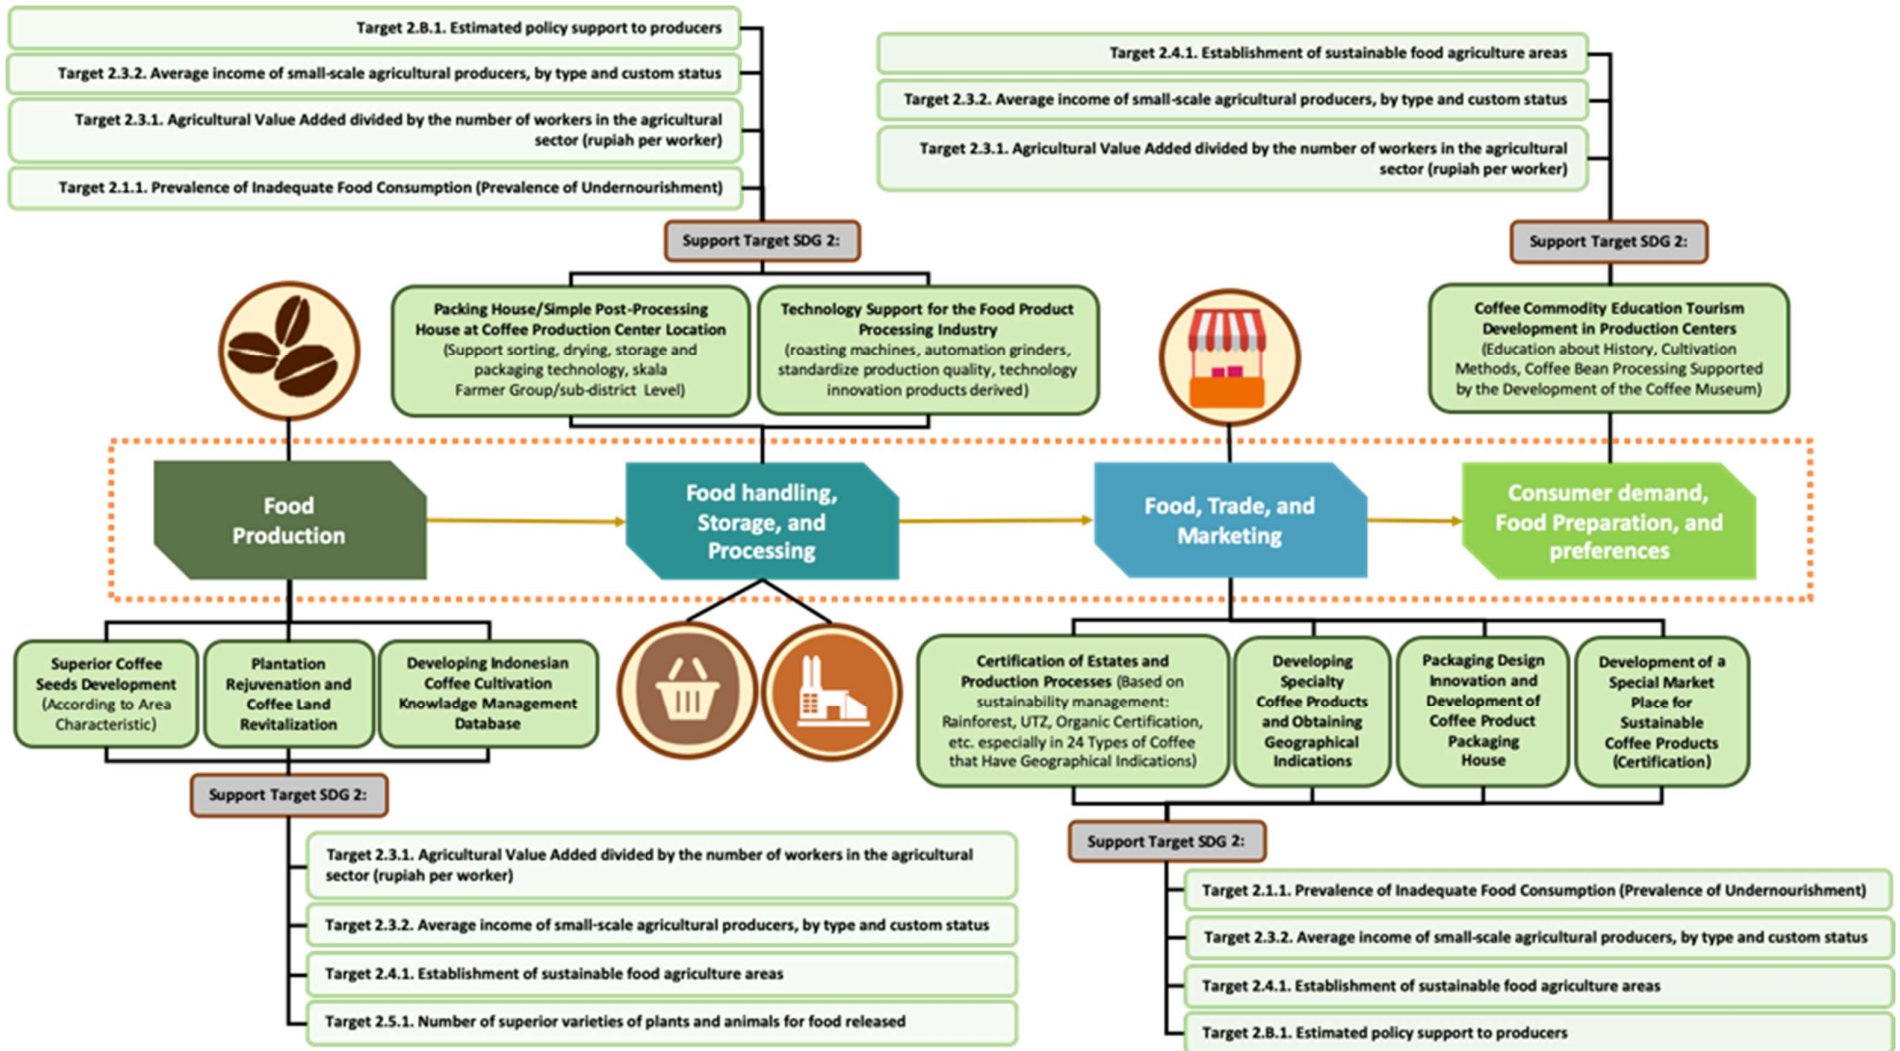 Target 2.B.1. Estimated policy support to producers
Target 2.3.2. Average income of small-scale agricultural producers, by type and custom status
Target 2.3.1. Agricultural Value Added divided by the number of workers in the agricultural
sector (rupiah per worker)
Target 2.1.1. Prevalence of Inadequate Food Consumption (Prevalence of Undernourishment)
Support Target SDG 2:
Target 2.4.1. Establishment of sustainable food agriculture areas
Target 2.3.2. Average income of small-scale agricultural producers, by type and custom status
Target 2.3.1. Agricultural Value Added divided by the number of workers in the agricultural
sector (rupiah per worker)
Support Target SDG 2:
Packing House/Simple Post-Processing
House at Coffee Production Center Location
(Support sorting, drying, storage and
packaging technology, skala
Farmer Group/sub-district Level)
Technology Support for the Food Product
Processing Industry
(roasting machines, automation grinders,
standardize production quality, technology
innovation products derived)
Coffee Commodity Education Tourism
Development in Production Centers
(Education about History, Cultivation
Methods, Coffee Bean Processing Supported
by the Development of the Coffee Museum)
Food
Production
Food handling,
Storage, and
Processing
Food, Trade, and
Marketing
Consumer demand,
Food Preparation, and
preferences
Superior Coffee
Seeds Development
(According to Area
Characteristic)
Plantation
Rejuvenation and
Coffee Land
Revitalization
Developing Indonesian
Coffee Cultivation
Knowladge Management
Database
Certification of Estates and
Production Processes (Based on
sustainability management:
Rainforest, UTZ, Organic Certification,
etc. especially in 24 Types of Coffee
that Have Geographical Indications)
Developing
Specialty
Coffee Products
and Obtaining
Geographical
Indications
Packaging Design
Innovation and
Development of
Coffee Product
Packaging
House
Development of a
Special Market
Place for
Sustainable
Coffee Products
(Certification)
Support Target SDG 2:
Target 2.3.1. Agricultural Value Added divided by the number of workers in the agricultural
sector (rupiah per worker)
Target 2.3.2. Average income of small-scale agricultural producers, by type and custom status
Target 2.4.1. Establishment of sustainable food agriculture areas
Target 2.5.1. Number of superior varieties of plants and animals for food released
Support Target SDG 2:
Target 2.1.1. Prevalence of Inadequate Food Consumption (Prevalence of Undernourishment)
Target 2.3.2. Average income of small-scale agricultural producers, by type and custom status
Target 2.4.1. Establishment of sustainable food agriculture areas
Target 2.B.1. Estimated policy support to producers